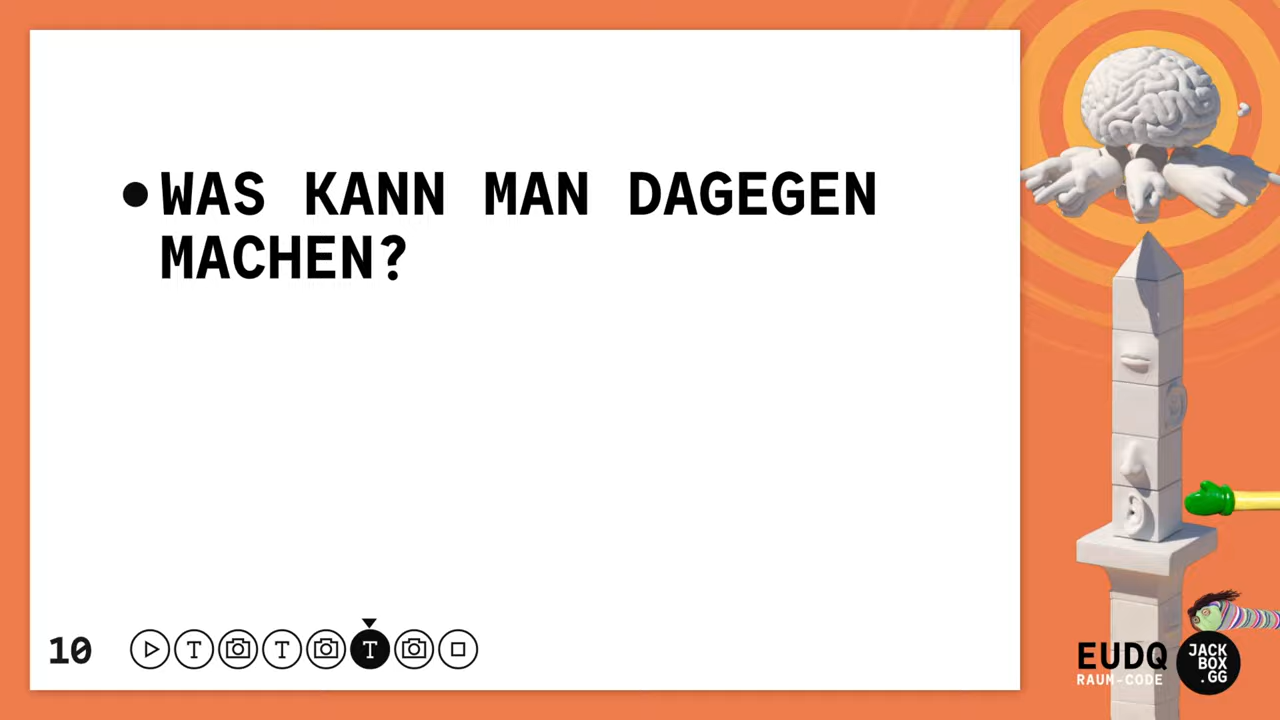 •WAS KANN MAN DAGEGEN
MACHEN?
10
T
T
T
EUDQ
RAUM-CODE
JACK
BOX
.GG